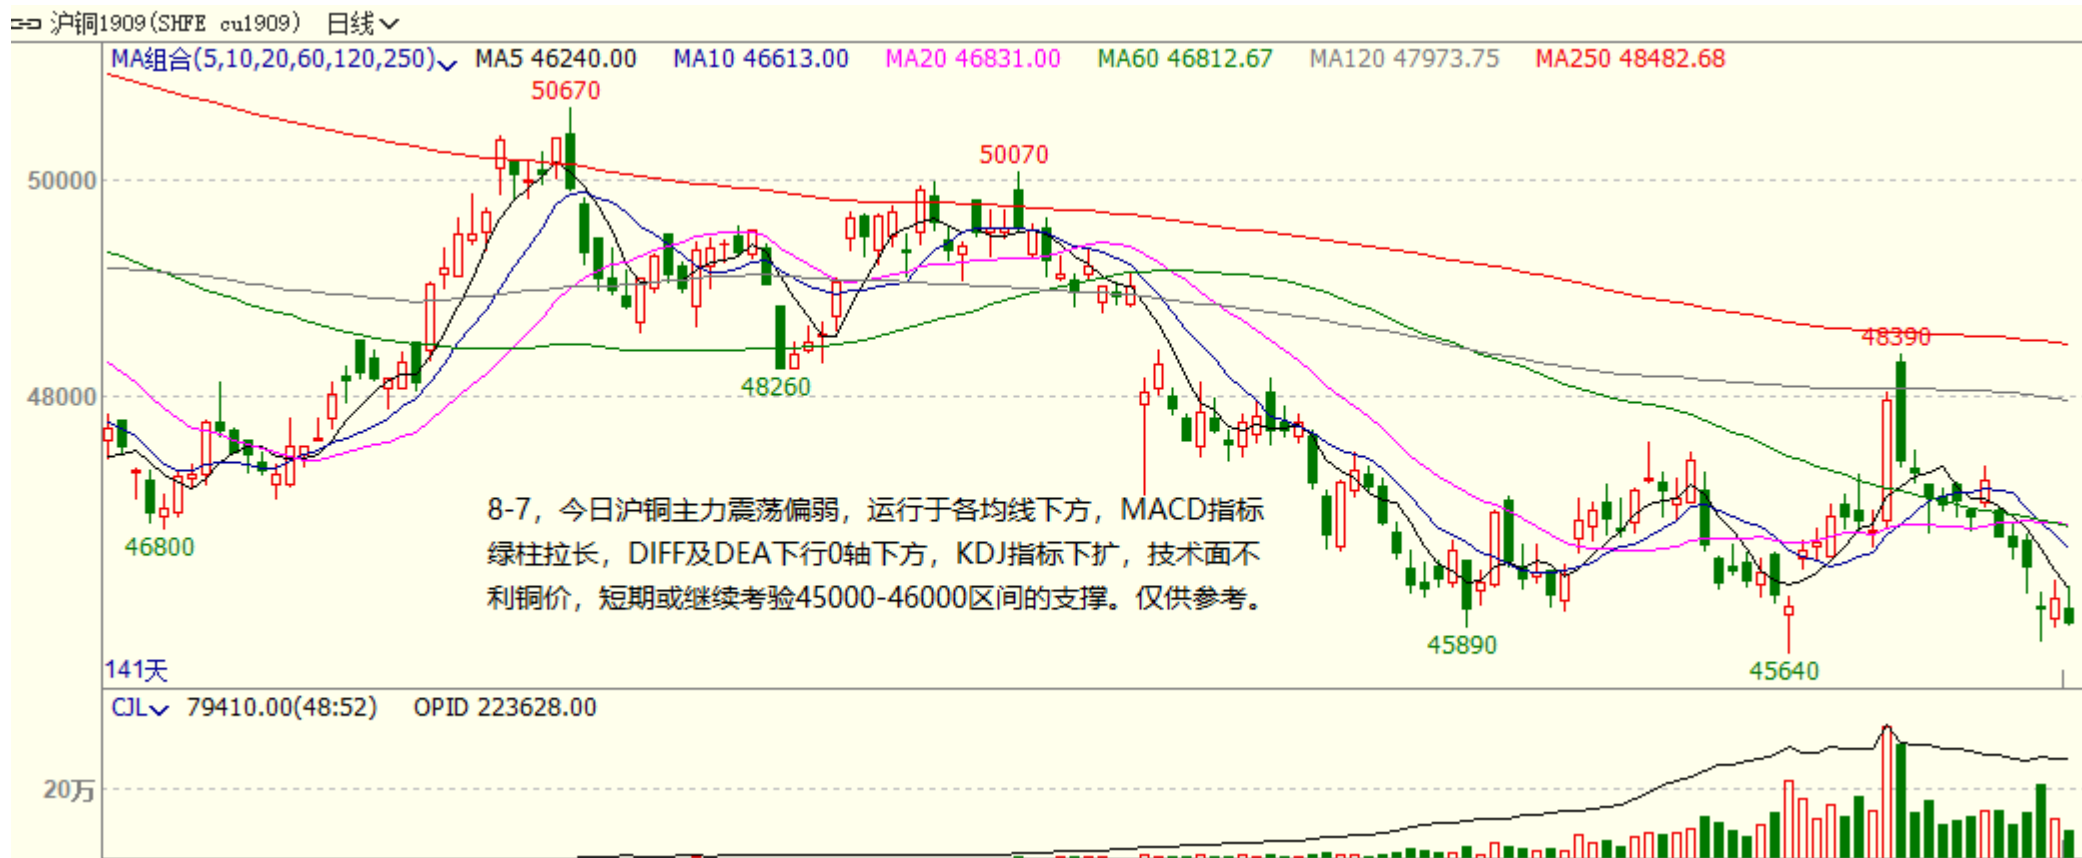 沪铜1909(SHFE cu1909) 日线
MA组合(5,10,20,60,120,250) MA5 46240.00 MA10 46613.00 MA20 46831.00 MA60 46812.67 MA120 47973.75 MA250 48482.68
50670
50070
50000
48390
48260
48000
8-7，今日沪铜主力震荡偏弱，运行于各均线下方，MACD指标
46800
绿柱拉长，DIFF及DEA下行0轴下方，KDJ指标下扩，技术面不
利铜价，短期或继续考验45000-46000区间的支撑。仅供参考。
45890
45640
141天
CJL 79410.00(48:52) OPID 223628.00
20万